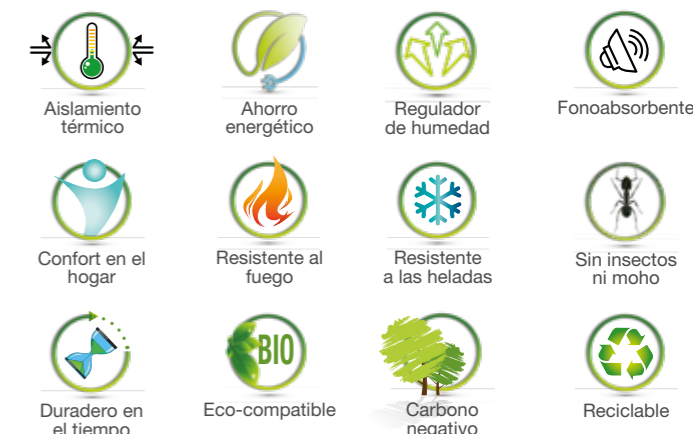 Aislamiento
térmico
Ahorro
energético
Regulador
de humedad
Fonoabsorbente
Confort en el
hogar
Resistente al
fuego
Resistente
a las heladas
Sin insectos
ni moho
Duradero en
el tiempo
BIO
Eco-compatible
Carbono
negativo
Reciclable